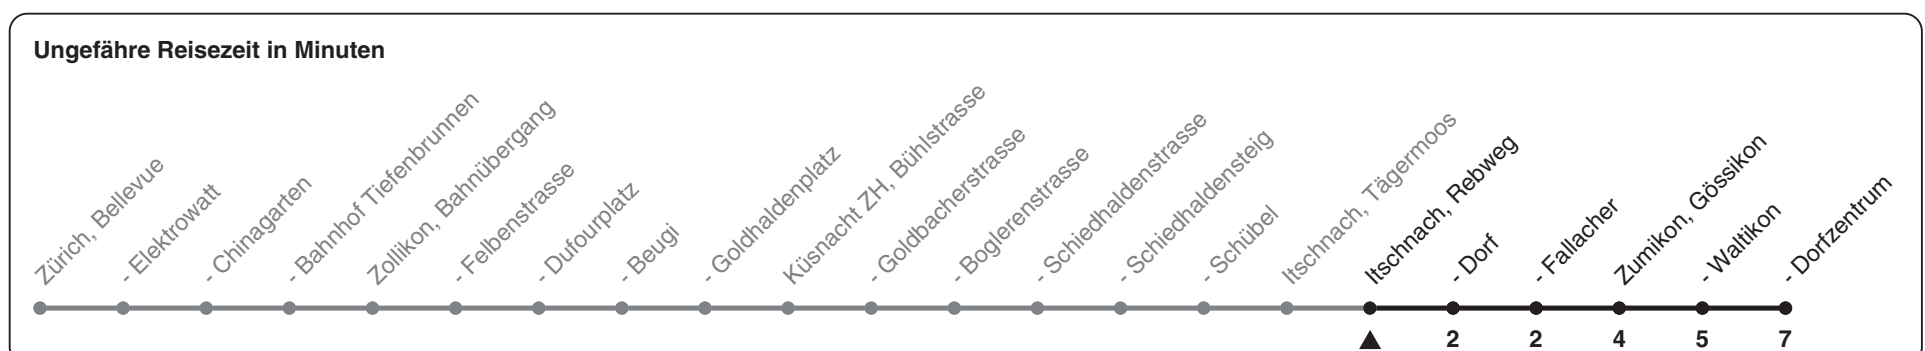 Ungefähre Reisezeit in Minuten
Zürich, Bellevue
- Elektrowatt
- Chinagarten
- Bahnhof Tiefenbrunnen
Zollikon, Bahnübergang
- Felbenstrasse
- Dufourplatz
- Beugi
- Goldhaldenplatz
Küsnacht ZH, Bühlstrasse
- Goldbacherstrasse
- Boglerenstrasse
- Schiedhaldenstrasse
- Schiedhaldensteig
- Schübel
Itschnach, Tägermoos
Itschnach, Rebweg
- Dorf
- Fallacher
Zumikon, Gössikon
- Waltikon
- Dorfzentrum
2 2 4 5 7